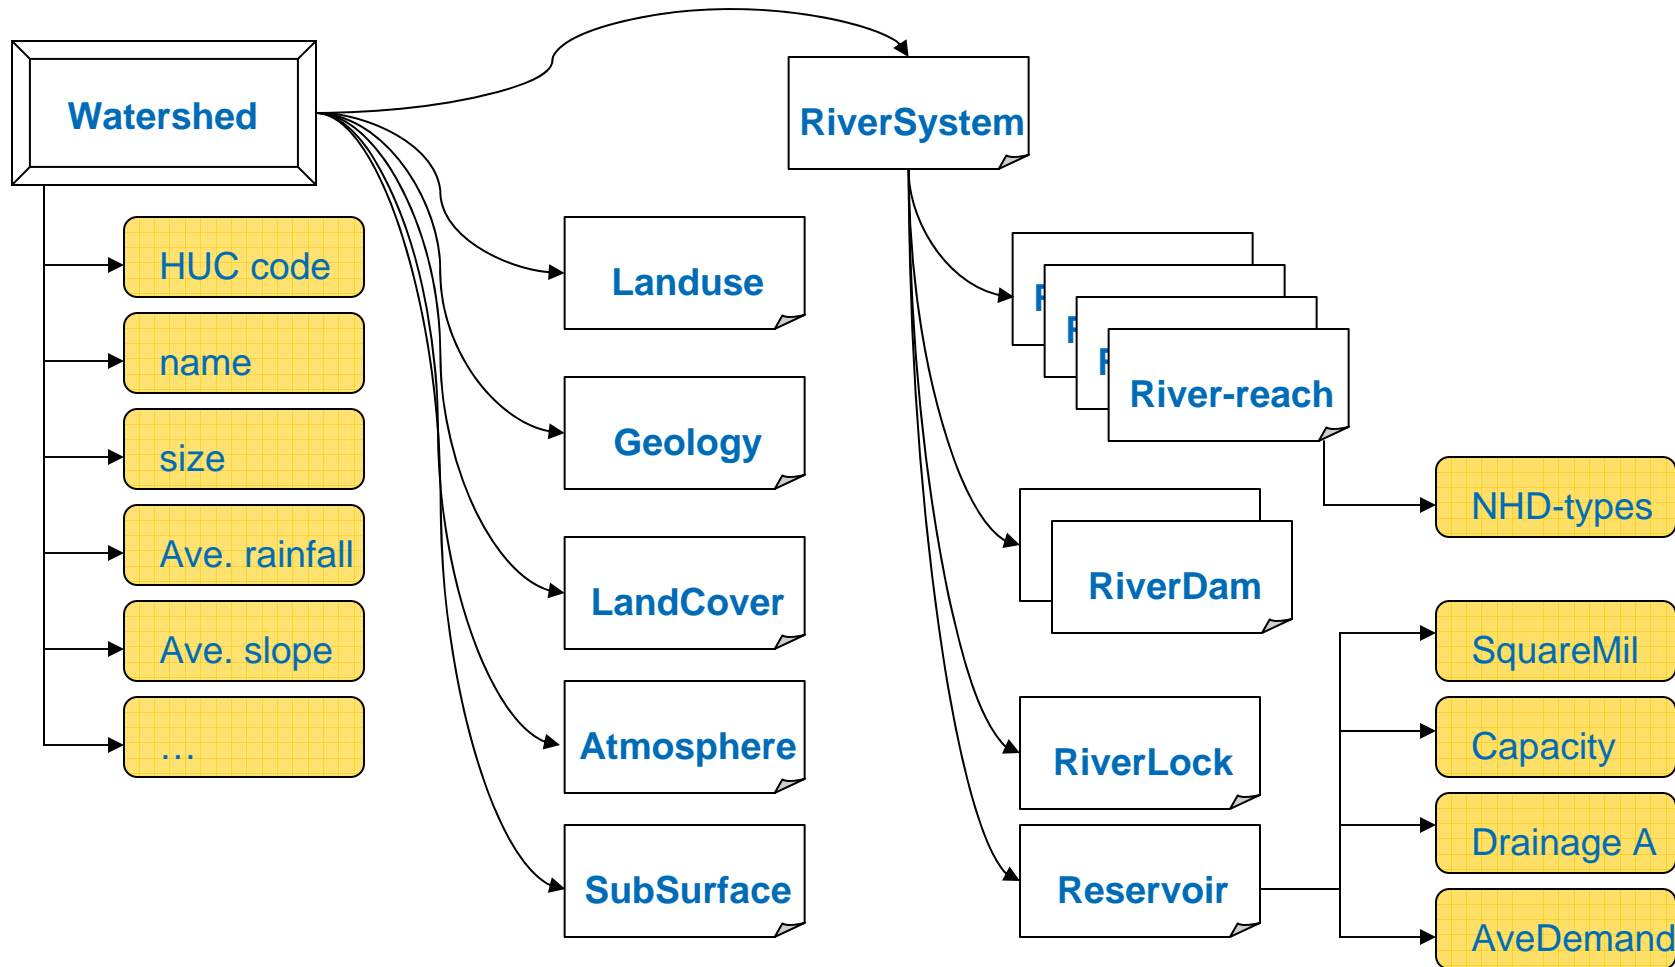 Watershed
HUC code
name
size
Ave. rainfall
Ave. slope
...
Landuse
Geology
LandCover
Atmosphere
SubSurface
RiverSystem
R
R
R
River-reach
NHD-types
RiverDam
RiverLock
Reservoir
SquareMil
Capacity
Drainage A
AveDemand